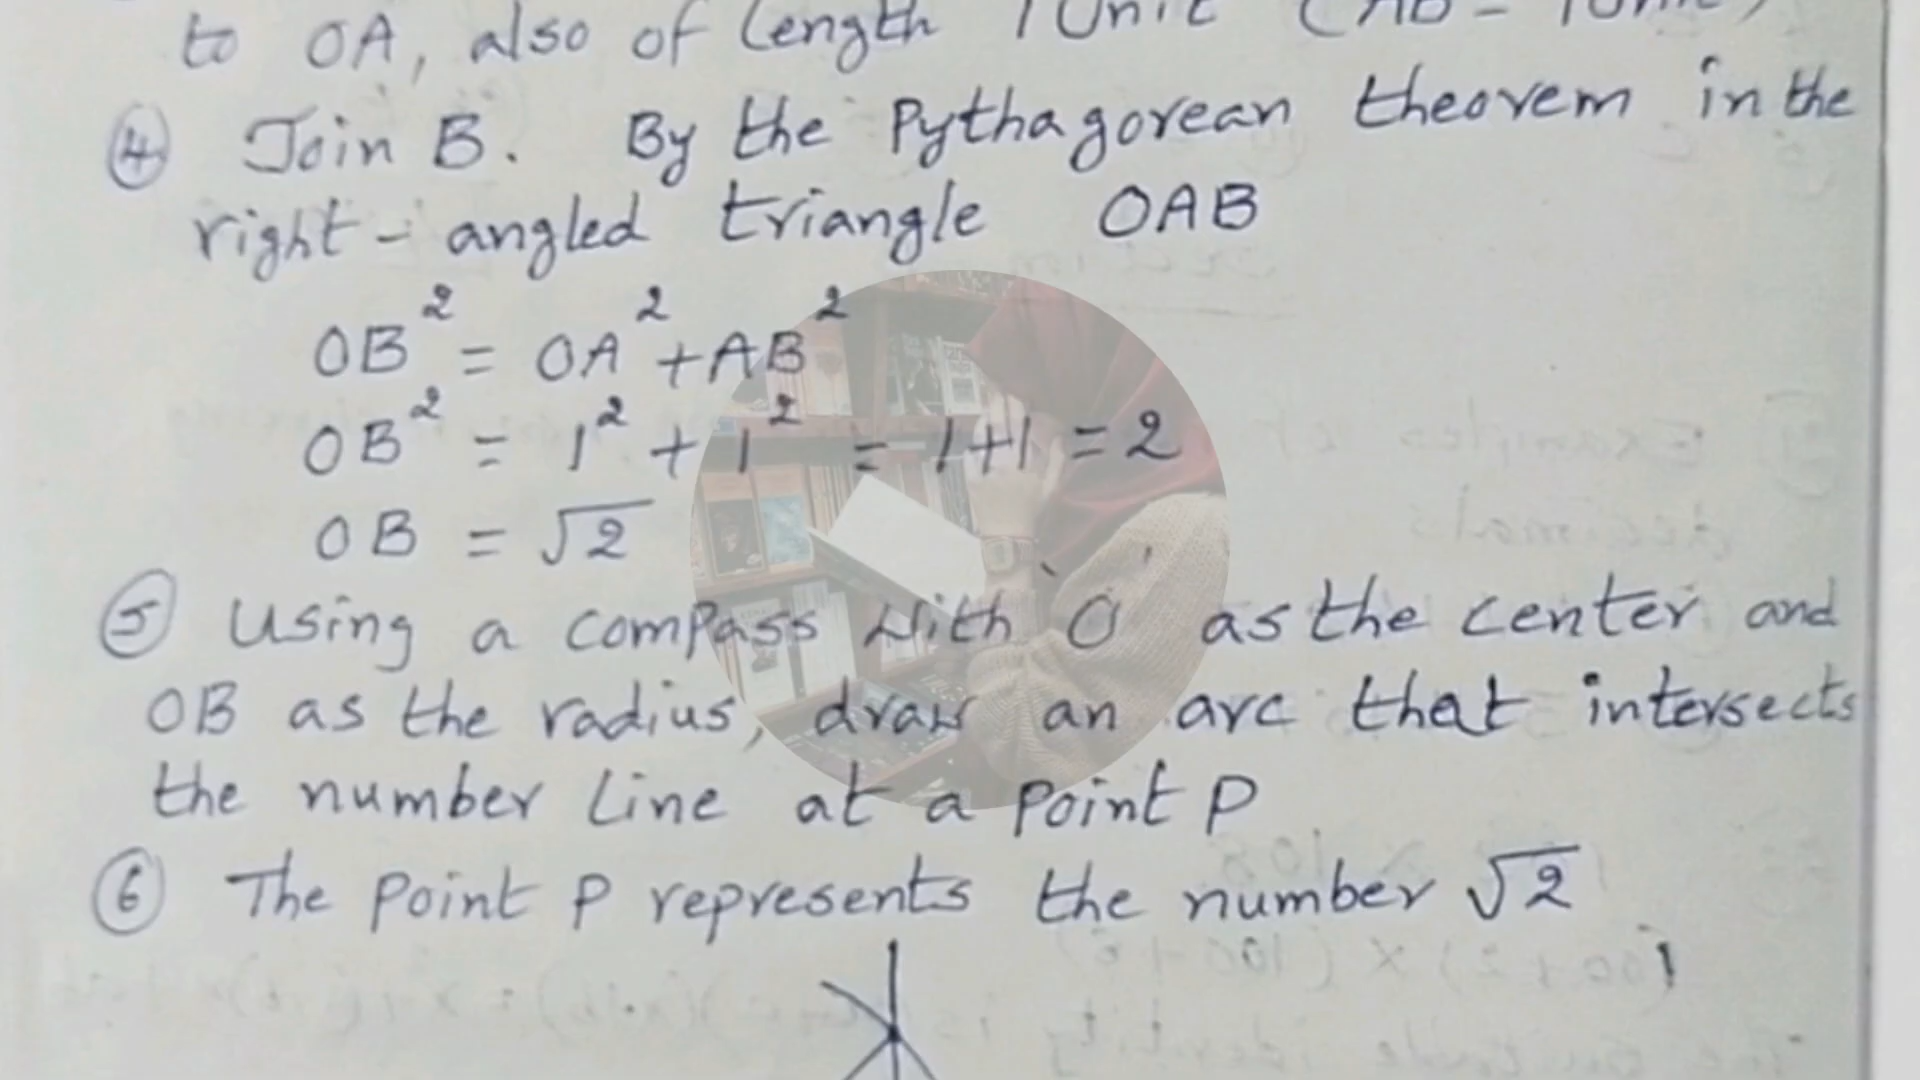 to OA, also of length 1 Unit (AB = 1 Unit)
④ Join B. By the Pythagorean theorem in the
right - angled triangle OAB
OB² = OA² + AB²
OB² = 1² + 1² = 1+1 = 2
OB = √2
⑤ Using a compass with 'O' as the center and
OB as the radius, draw an arc that intersects
the number line at a point P
⑥ The point P represents the number √2